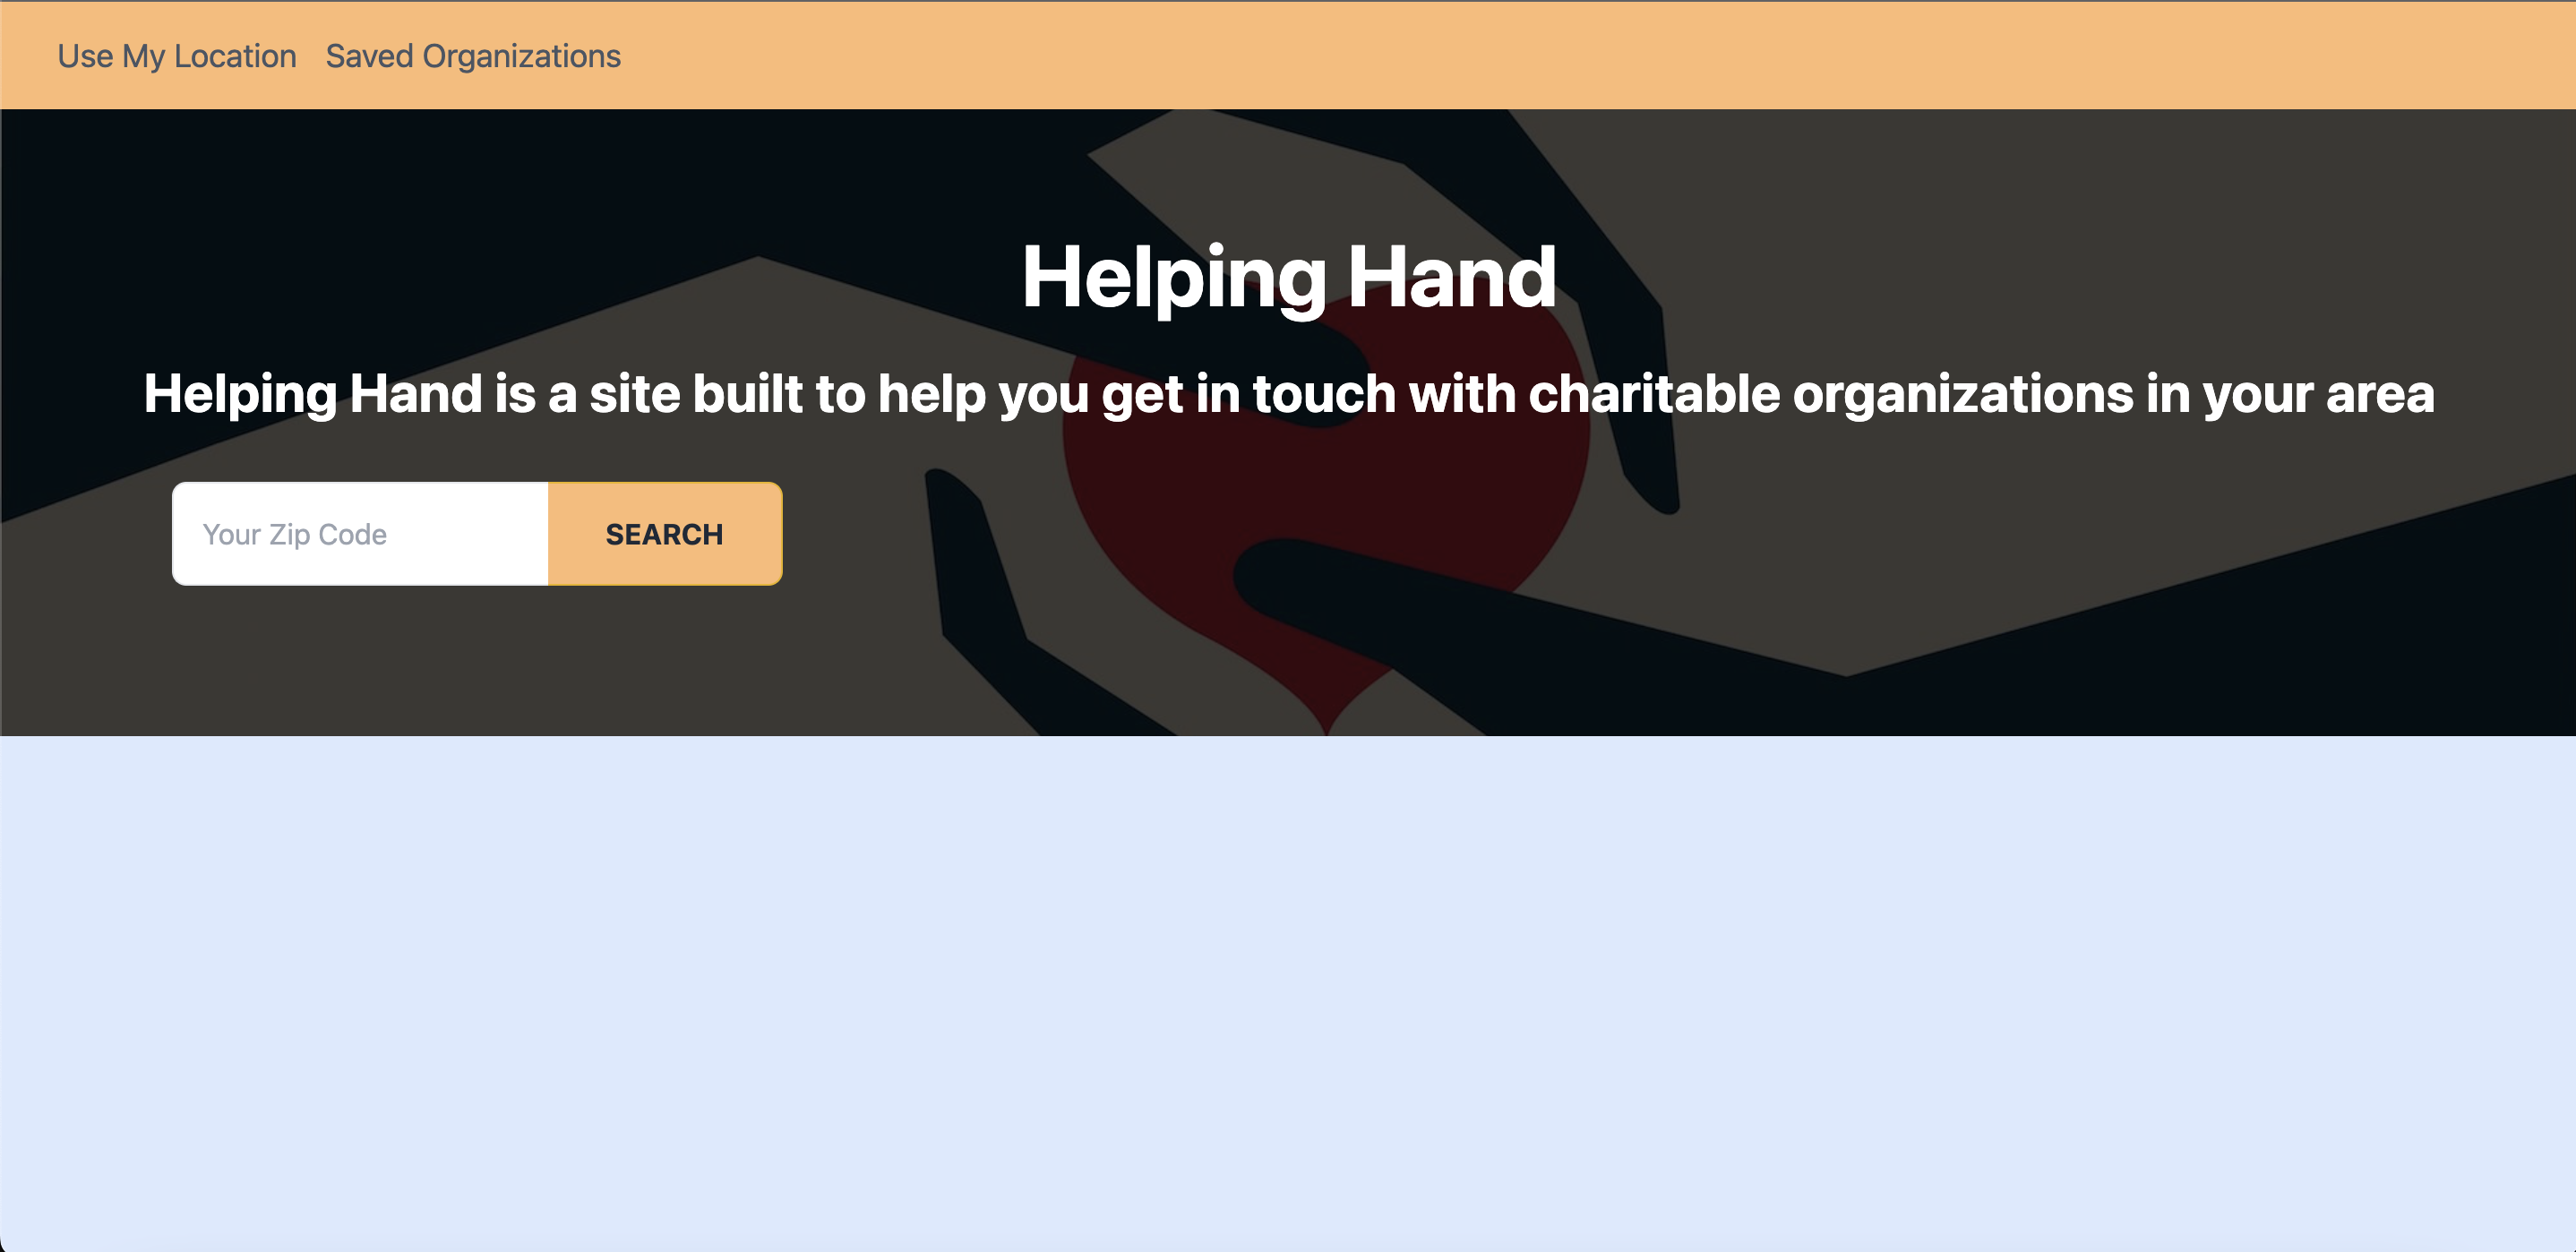 Use My Location Saved Organizations
Helping Hand
Helping Hand is a site built to help you get in touch with charitable organizations in your area
Your Zip Code SEARCH